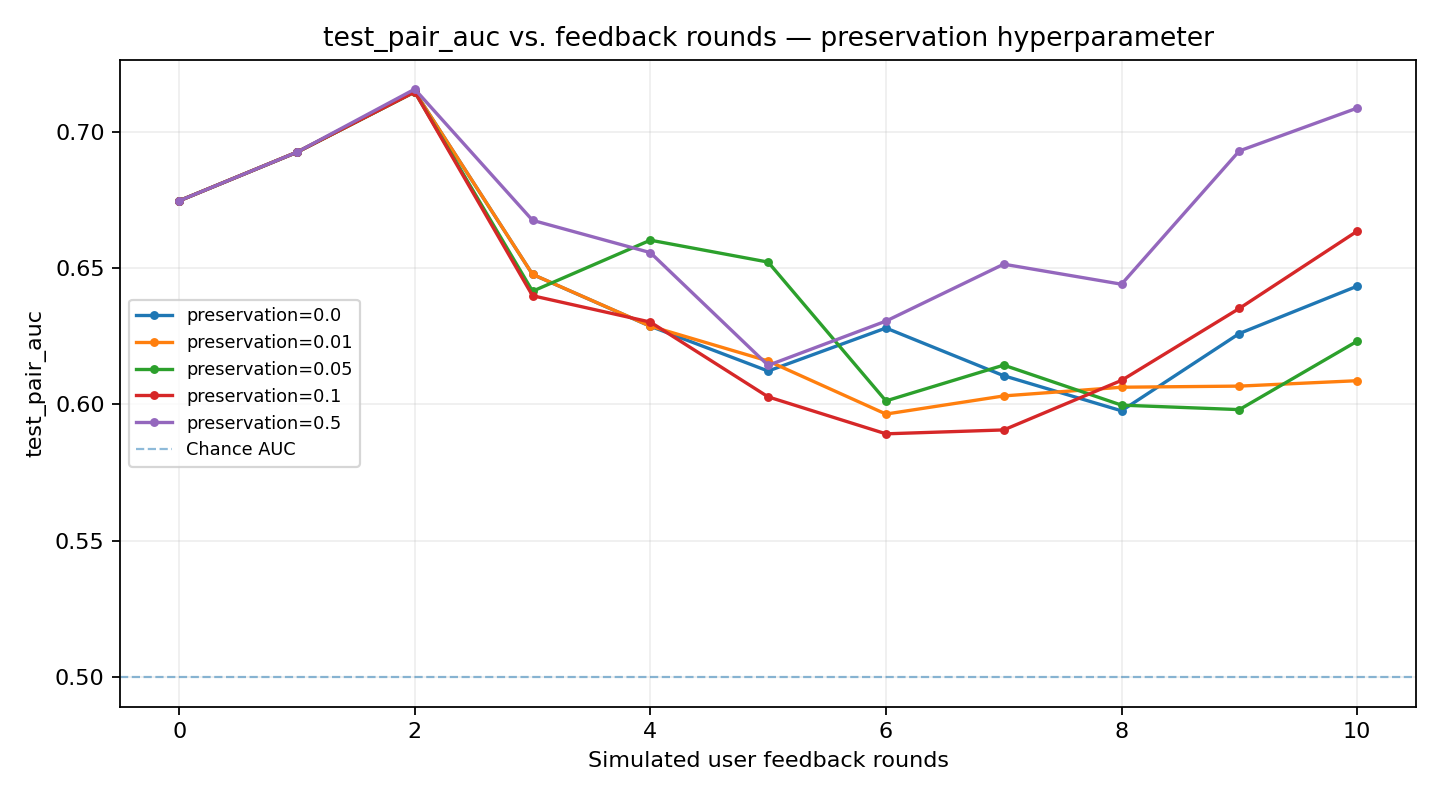 test_pair_auc vs. feedback rounds — preservation hyperparameter
test_pair_auc
0.70
0.65
0.60
0.55
0.50
preservation=0.0
preservation=0.01
preservation=0.05
preservation=0.1
preservation=0.5
Chance AUC
0 2 4 6 8 10
Simulated user feedback rounds